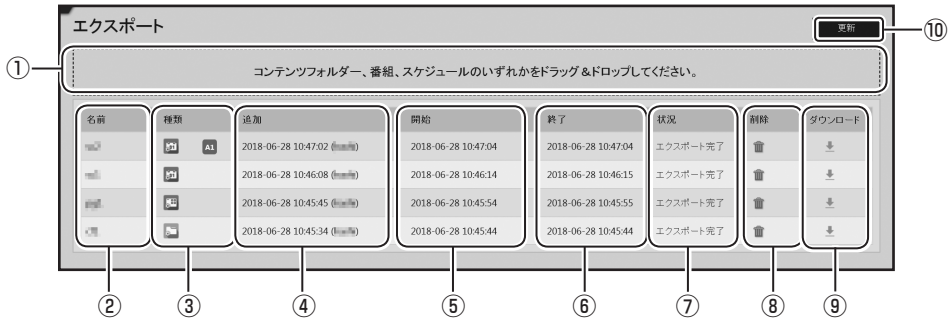 エクスポート
更新
⑩
①
コンテンツフォルダー、番組、スケジュールのいずれかをドラッグ&ドロップしてください。
名前 種類 追加 開始 終了 状況 削除 ダウンロード
A1 2018-06-28 10:47:02 2018-06-28 10:47:04 2018-06-28 10:47:04 エクスポート完了
2018-06-28 10:46:08 2018-06-28 10:46:14 2018-06-28 10:46:15 エクスポート完了
2018-06-28 10:45:45 2018-06-28 10:45:54 2018-06-28 10:45:55 エクスポート完了
2018-06-28 10:45:34 2018-06-28 10:45:44 2018-06-28 10:45:44 エクスポート完了
② ③ ④ ⑤ ⑥ ⑦ ⑧ ⑨